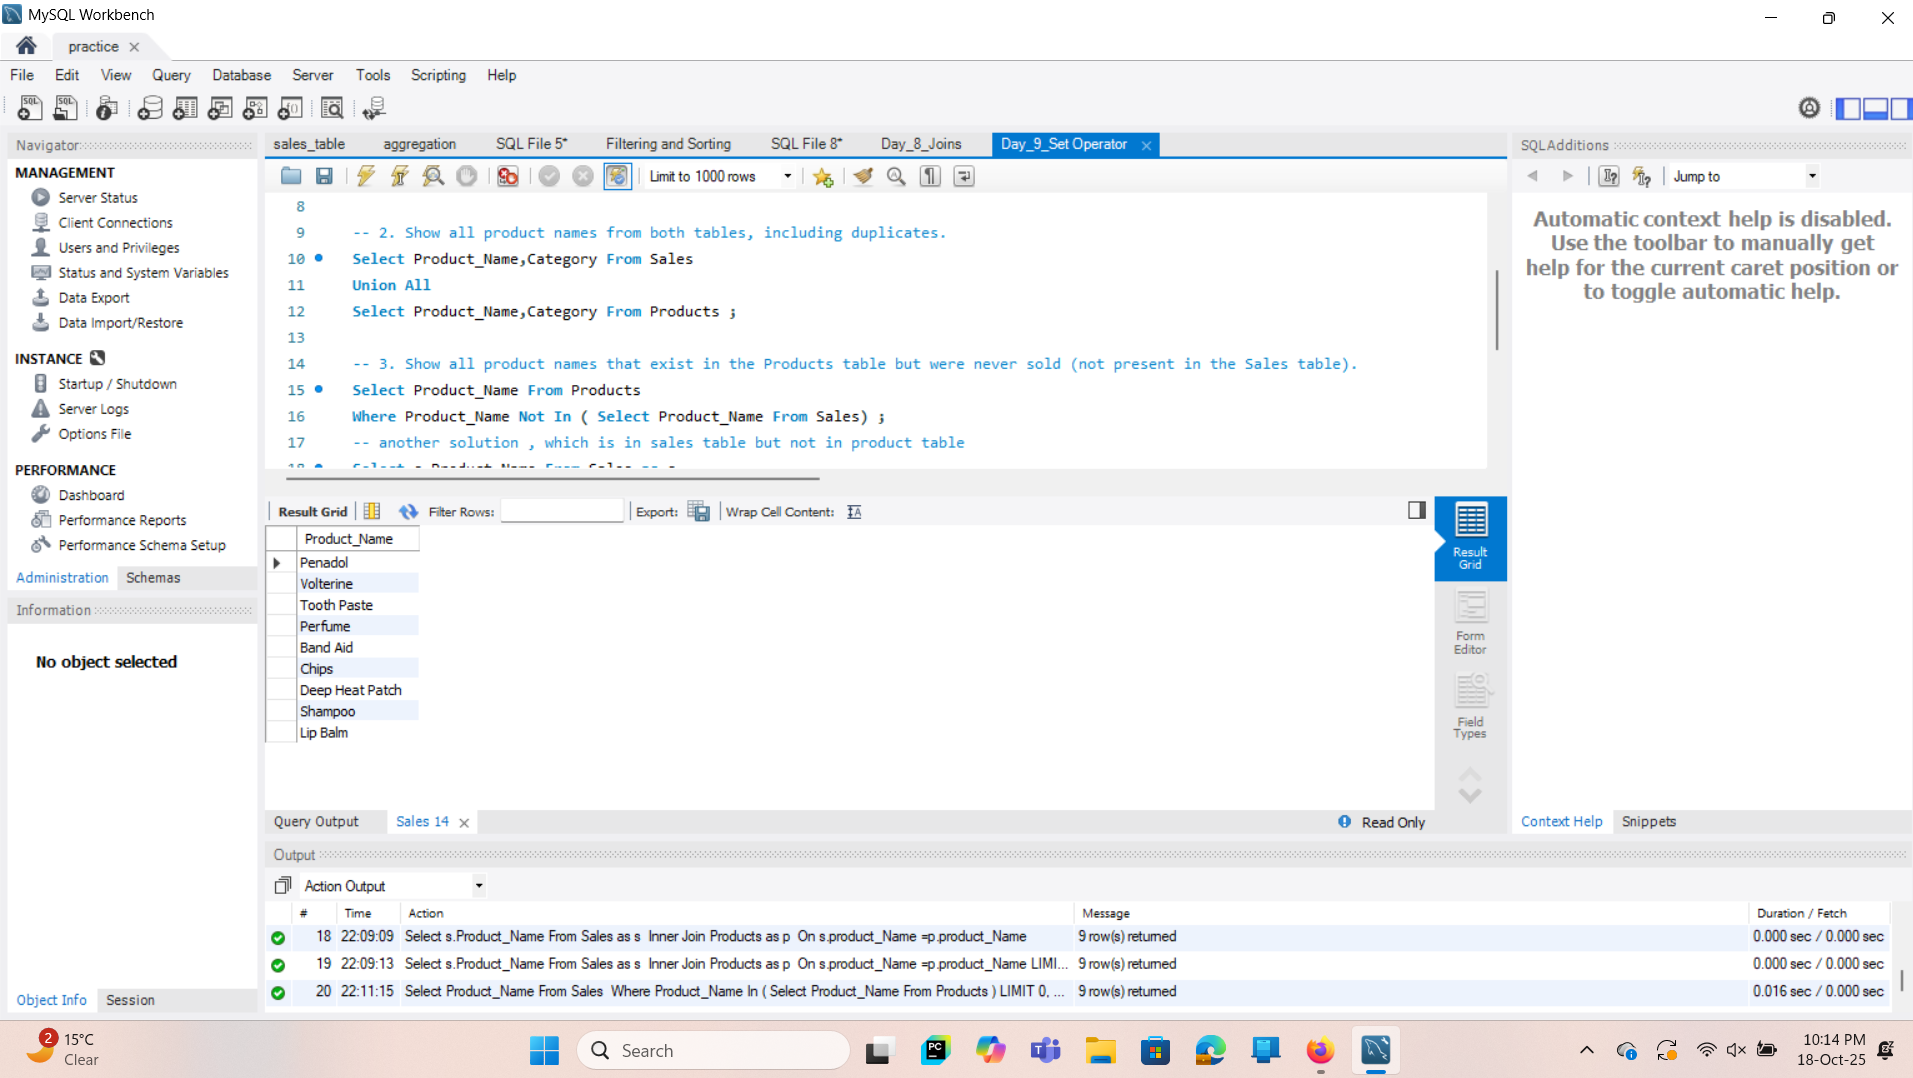 MySQL Workbench
practice
File Edit View Query Database Server Tools Scripting Help
Navigator
MANAGEMENT
Server Status
Client Connections
Users and Privileges
Status and System Variables
Data Export
Data Import/Restore
INSTANCE
Startup / Shutdown
Server Logs
Options File
PERFORMANCE
Dashboard
Performance Reports
Performance Schema Setup
Administration Schemas
Information
No object selected
Object Info Session
sales_table aggregation SQL File 5* Filtering and Sorting SQL File 8* Day_8_Joins Day_9_Set Operator
Limit to 1000 rows
8
9 -- 2. Show all product names from both tables, including duplicates.
10 Select Product_Name,Category From Sales
11 Union All
12 Select Product_Name,Category From Products ;
13
14 -- 3. Show all product names that exist in the Products table but were never sold (not present in the Sales table).
15 Select Product_Name From Products
16 Where Product_Name Not In ( Select Product_Name From Sales) ;
17 -- another solution , which is in sales table but not in product table
18 Select s.Product_Name From Sales as s
Result Grid Filter Rows: Export: Wrap Cell Content:
Product_Name
Penadol
Volterine
Tooth Paste
Perfume
Band Aid
Chips
Deep Heat Patch
Shampoo
Lip Balm
Result
Grid
Form
Editor
Field
Types
Query Output Sales 14 Read Only
SQLAdditions
Jump to
Automatic context help is disabled.
Use the toolbar to manually get
help for the current caret position or
to toggle automatic help.
Context Help Snippets
Output
Action Output
# Time Action Message Duration / Fetch
18 22:09:09 Select s.Product_Name From Sales as s Inner Join Products as p On s.product_Name =p.product_Name 9 row(s) returned 0.000 sec / 0.000 sec
19 22:09:13 Select s.Product_Name From Sales as s Inner Join Products as p On s.product_Name =p.product_Name LIMI... 9 row(s) returned 0.000 sec / 0.000 sec
20 22:11:15 Select Product_Name From Sales Where Product_Name In ( Select Product_Name From Products ) LIMIT 0, ... 9 row(s) returned 0.016 sec / 0.000 sec
2
15°C
Clear
Search
10:14 PM
18-Oct-25